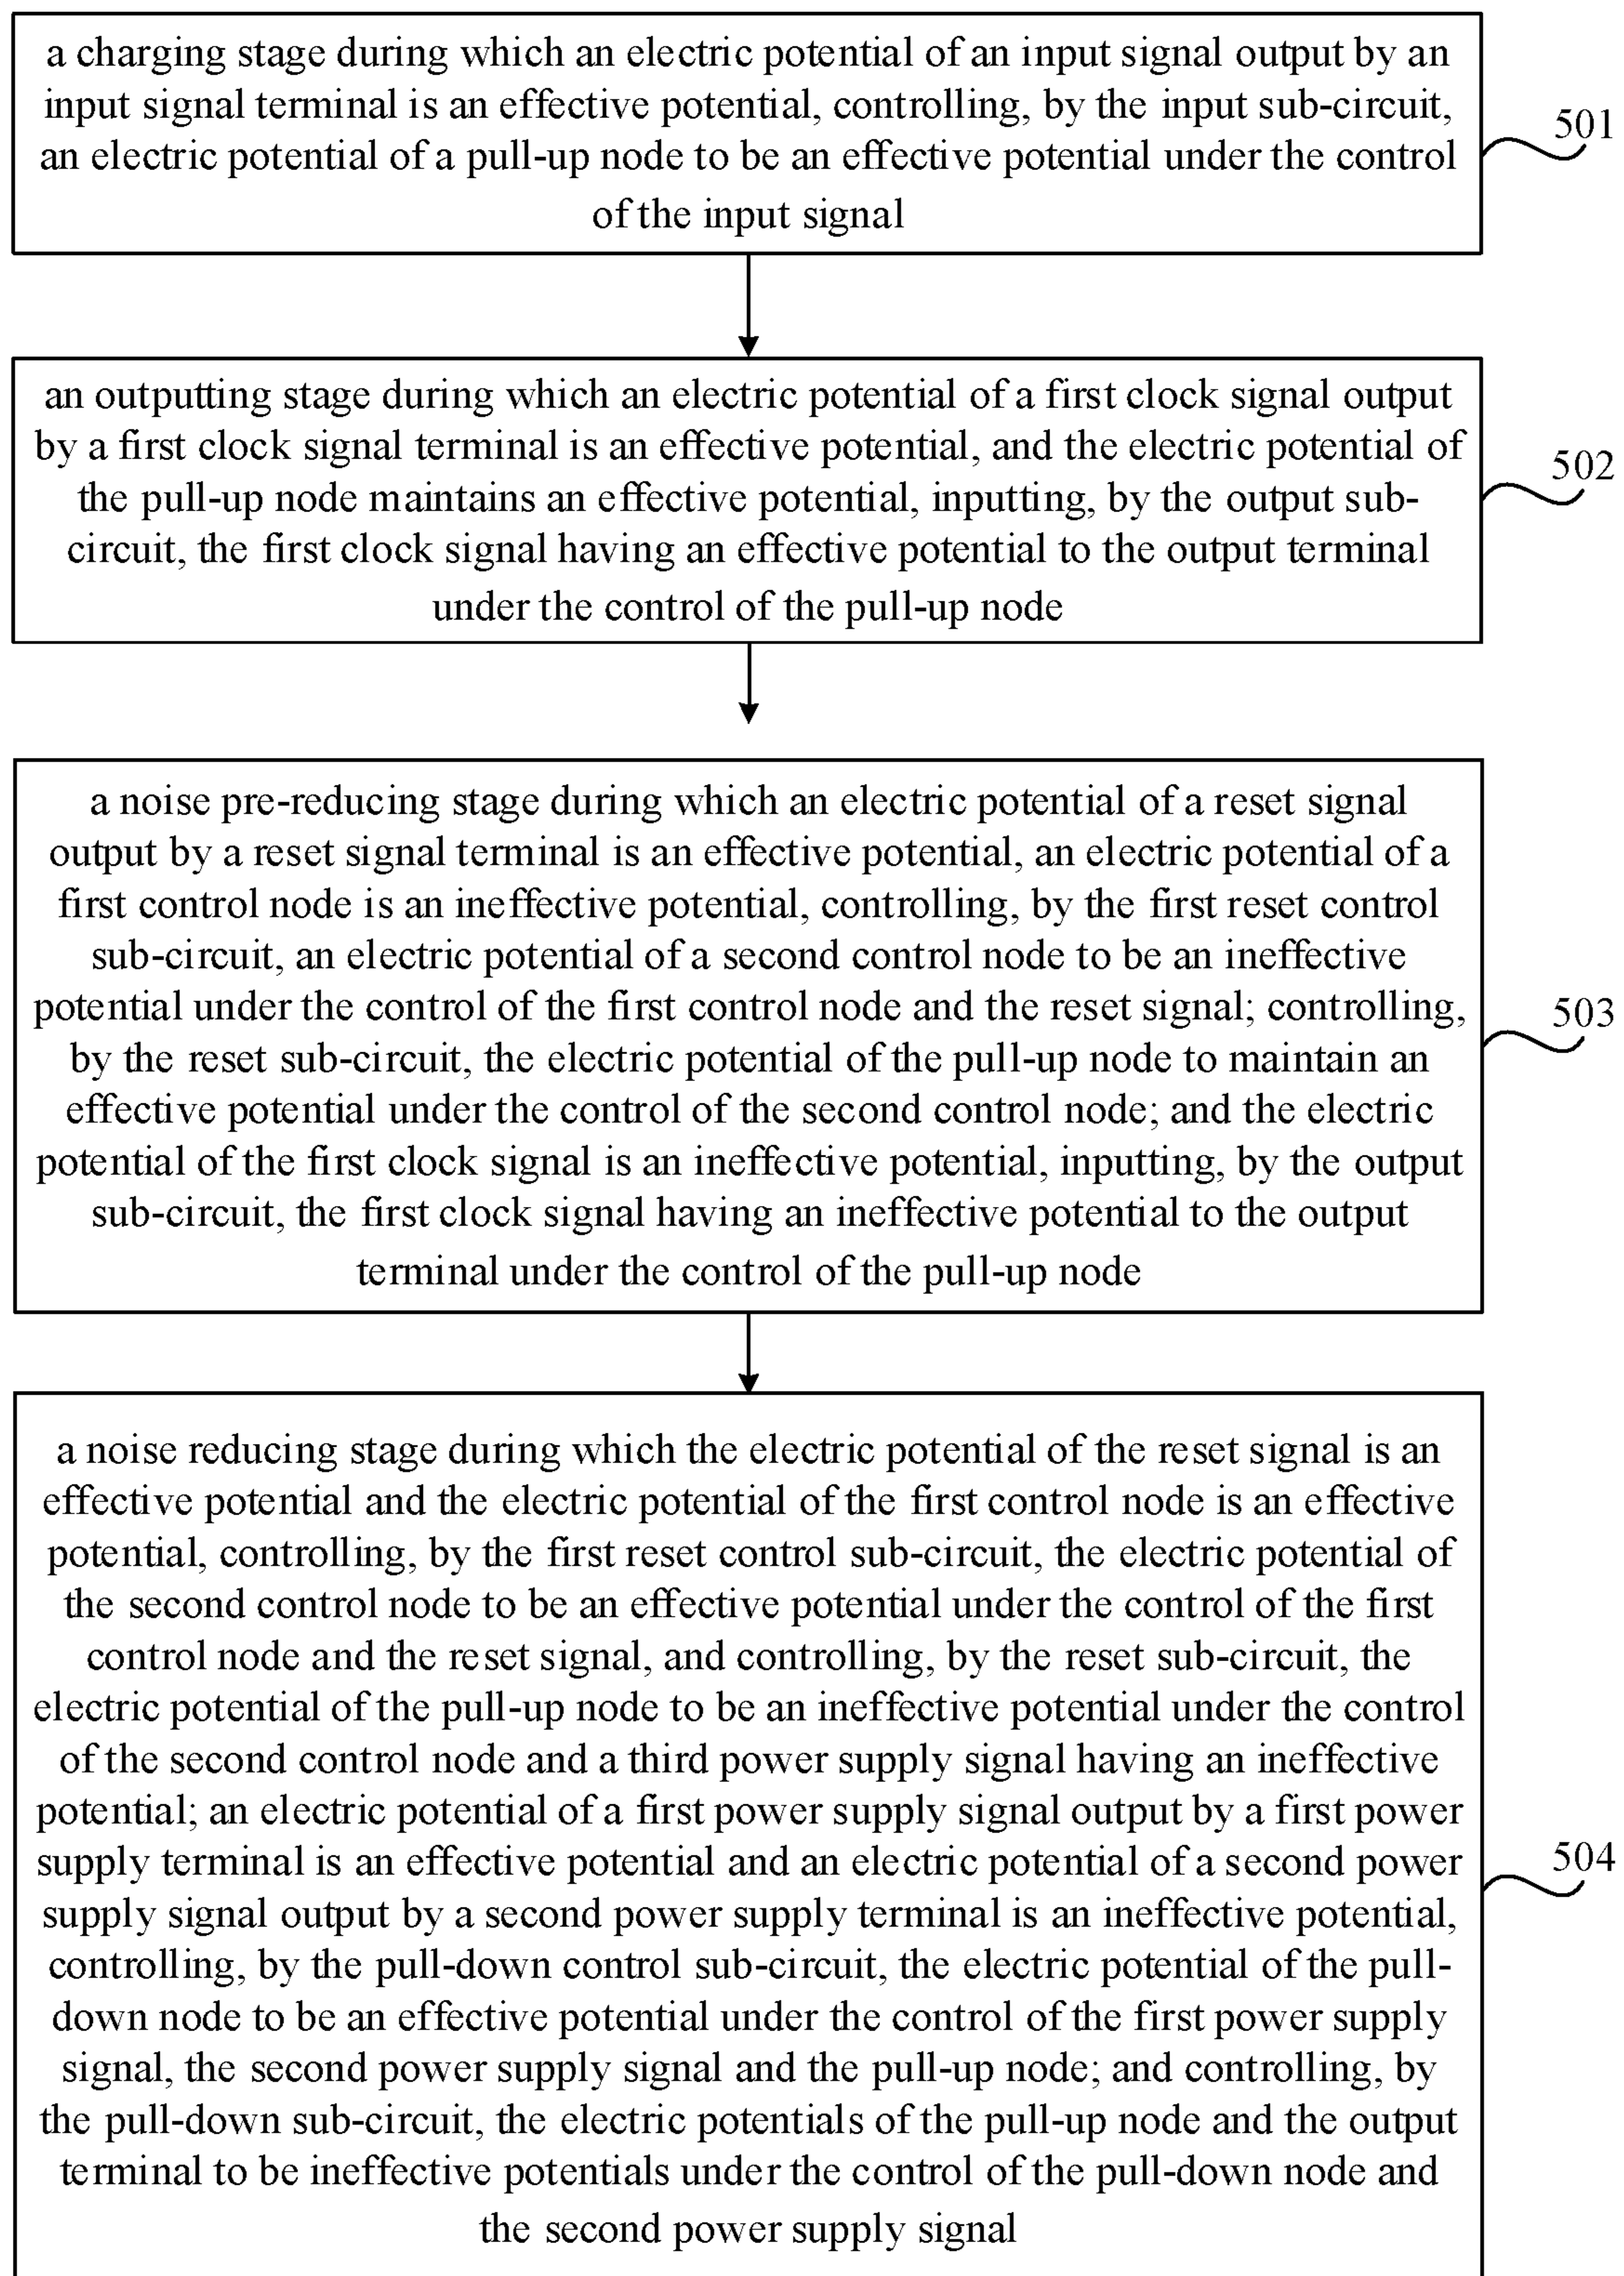 a charging stage during which an electric potential of an input signal output by an
input signal terminal is an effective potential, controlling, by the input sub-circuit,
an electric potential of a pull-up node to be an effective potential under the control
of the input signal
501
an outputting stage during which an electric potential of a first clock signal output
by a first clock signal terminal is an effective potential, and the electric potential of
the pull-up node maintains an effective potential, inputting, by the output sub-
circuit, the first clock signal having an effective potential to the output terminal
under the control of the pull-up node
502
a noise pre-reducing stage during which an electric potential of a reset signal
output by a reset signal terminal is an effective potential, an electric potential of a
first control node is an ineffective potential, controlling, by the first reset control
sub-circuit, an electric potential of a second control node to be an ineffective
potential under the control of the first control node and the reset signal; controlling,
by the reset sub-circuit, the electric potential of the pull-up node to maintain an
effective potential under the control of the second control node; and the electric
potential of the first clock signal is an ineffective potential, inputting, by the output
sub-circuit, the first clock signal having an ineffective potential to the output
terminal under the control of the pull-up node
503
a noise reducing stage during which the electric potential of the reset signal is an
effective potential and the electric potential of the first control node is an effective
potential, controlling, by the first reset control sub-circuit, the electric potential of
the second control node to be an effective potential under the control of the first
control node and the reset signal, and controlling, by the reset sub-circuit, the
electric potential of the pull-up node to be an ineffective potential under the control
of the second control node and a third power supply signal having an ineffective
potential; an electric potential of a first power supply signal output by a first power
supply terminal is an effective potential and an electric potential of a second power
supply signal output by a second power supply terminal is an ineffective potential,
controlling, by the pull-down control sub-circuit, the electric potential of the pull-
down node to be an effective potential under the control of the first power supply
signal, the second power supply signal and the pull-up node; and controlling, by
the pull-down sub-circuit, the electric potentials of the pull-up node and the output
terminal to be ineffective potentials under the control of the pull-down node and
the second power supply signal
504